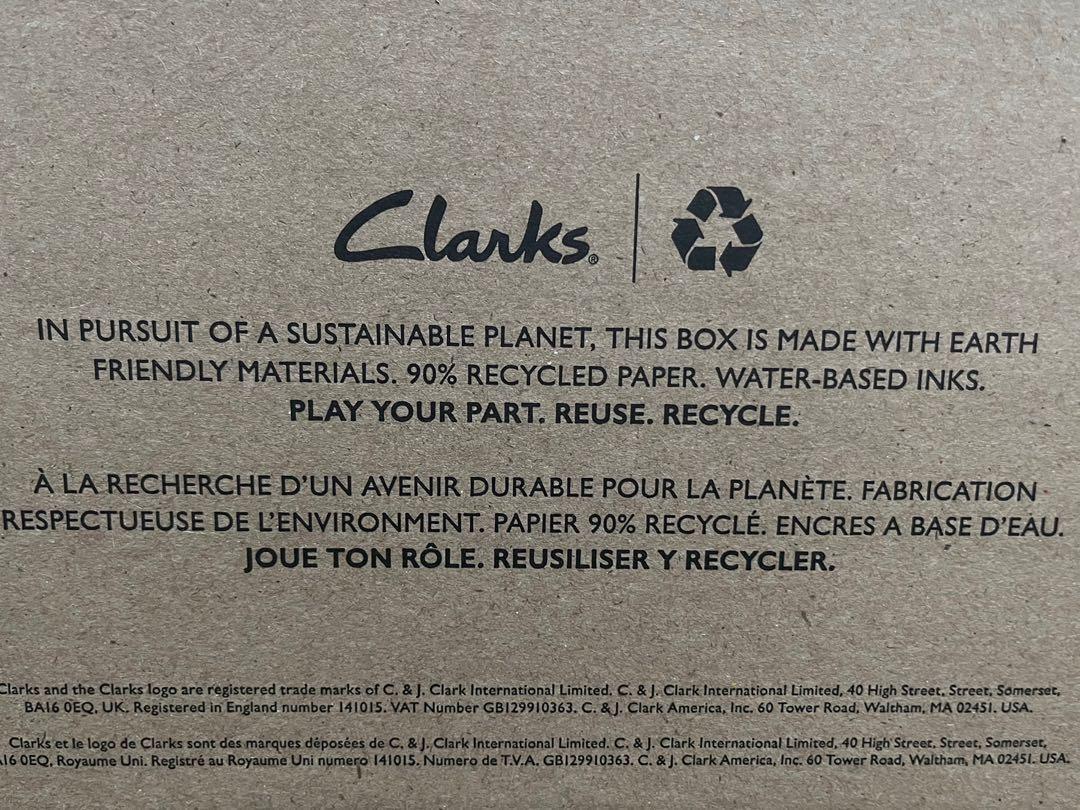 Clarks®
IN PURSUIT OF A SUSTAINABLE PLANET, THIS BOX IS MADE WITH EARTH
FRIENDLY MATERIALS. 90% RECYCLED PAPER. WATER-BASED INKS.
PLAY YOUR PART. REUSE. RECYCLE.
À LA RECHERCHE D'UN AVENIR DURABLE POUR LA PLANÈTE. FABRICATION
RESPECTUEUSE DE L'ENVIRONMENT. PAPIER 90% RECYCLÉ. ENCRES A BASE D'EAU.
JOUE TON RÔLE. REUSILISER Y RECYCLER.
Clarks and the Clarks logo are registered trade marks of C. & J. Clark International Limited. C. & J. Clark International Limited, 40 High Street, Street, Somerset,
BA16 0EQ, UK. Registered in England number 141015. VAT Number GB129910363. C. & J. Clark America, Inc. 60 Tower Road, Waltham, MA 02451. USA.
Clarks et le logo de Clarks sont des marques déposées de C. & J. Clark International Limited. C. & J. Clark International Limited, 40 High Street, Street, Somerset,
A16 0EQ, Royaume Uni. Registré au Royaume Uni numero 141015. Numero de T.V.A. GB129910363. C. & J. Clark America, Inc. 60 Tower Road, Waltham, MA 02451. USA.